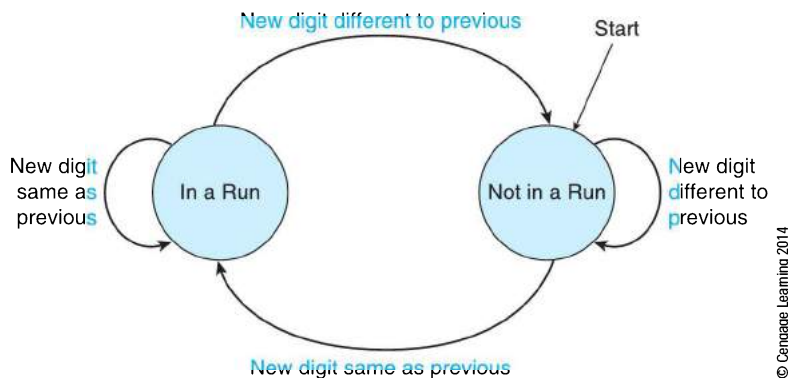 New digit different to previous
Start
New digit
same as
previous
In a Run
Not in a Run
New digit
different to
previous
New digit same as previous
© Cengage Learning 2014